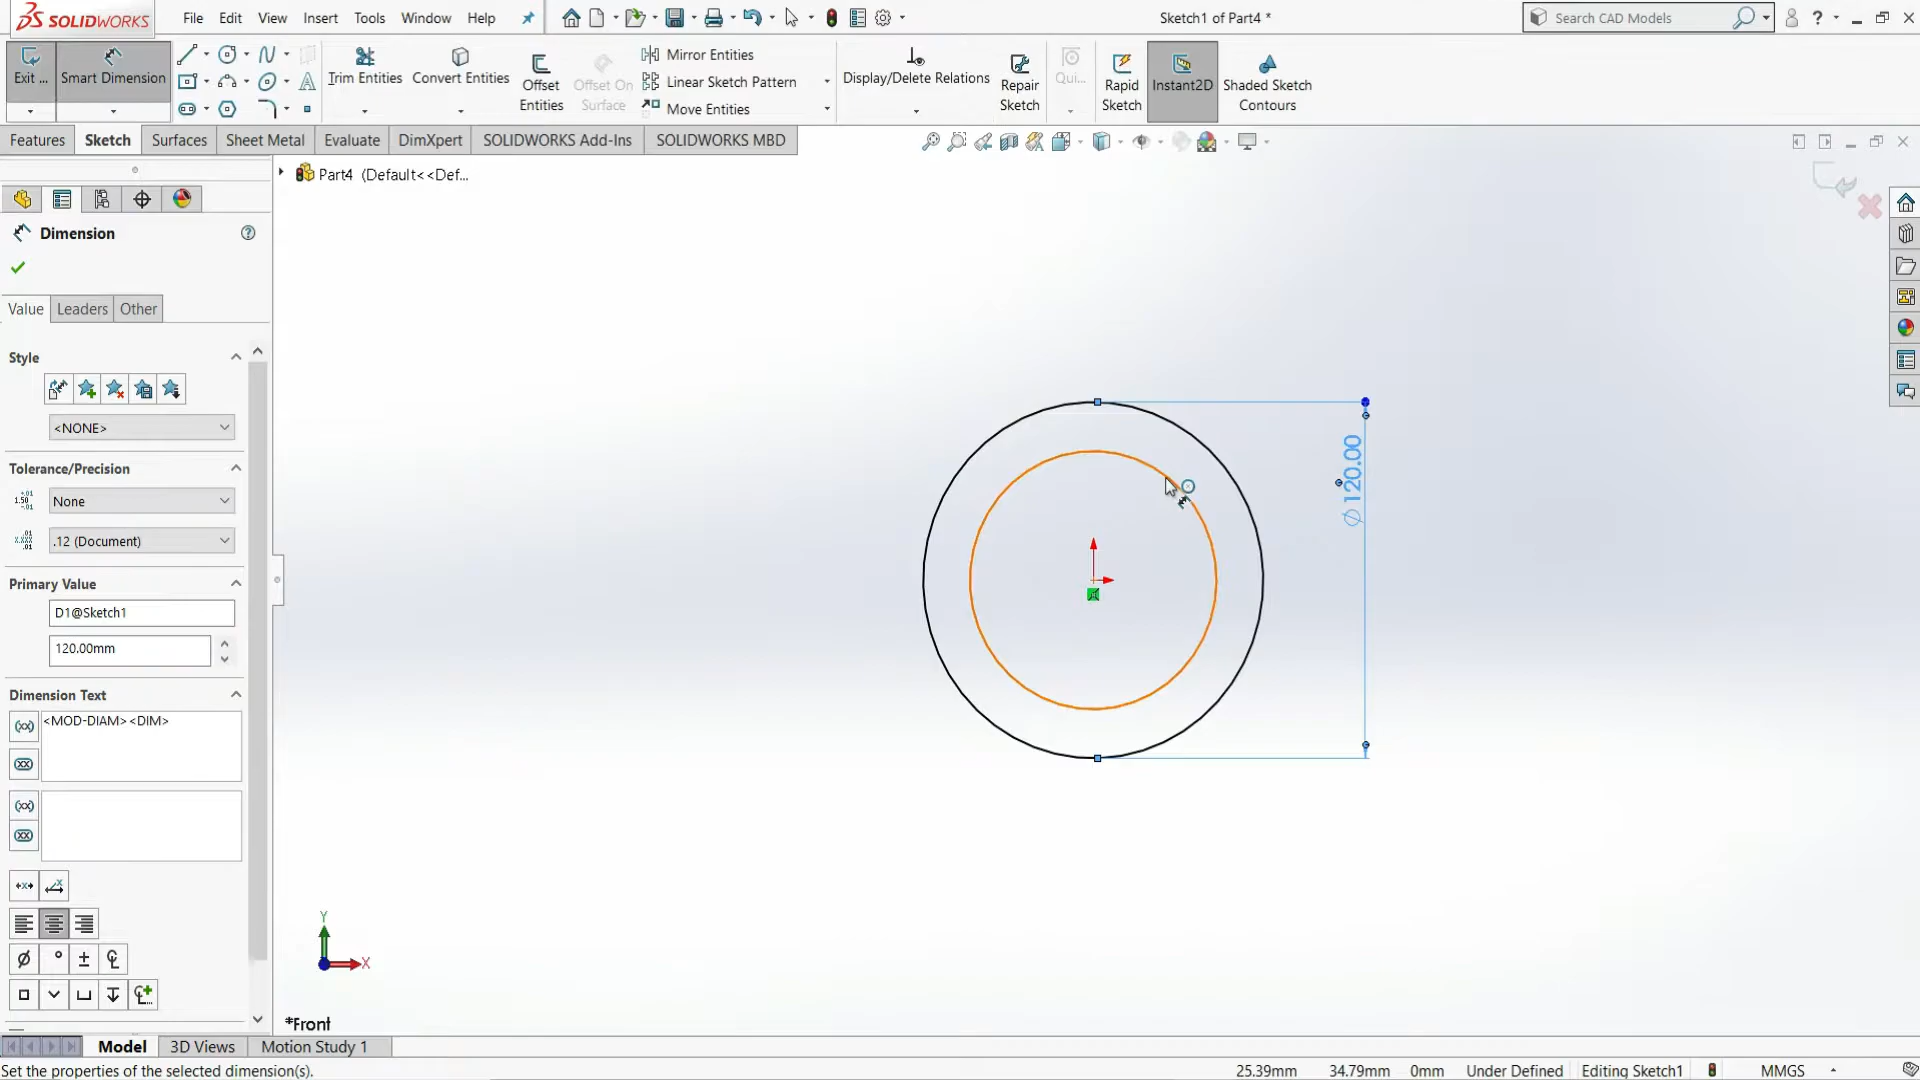 SOLIDWORKS File Edit View Insert Tools Window Help Sketch1 of Part4 * Search CAD Models ?
Exit ... Smart Dimension Trim Entities Convert Entities Offset Entities Offset On Surface Mirror Entities Linear Sketch Pattern Move Entities Display/Delete Relations Repair Sketch Qui... Rapid Sketch Instant2D Shaded Sketch Contours
Features Sketch Surfaces Sheet Metal Evaluate DimXpert SOLIDWORKS Add-Ins SOLIDWORKS MBD
Part4 (Default<<Def...
Dimension
Value Leaders Other
Style
<NONE>
Tolerance/Precision
None
.12 (Document)
Primary Value
D1@Sketch1
120.00mm
Dimension Text
<MOD-DIAM><DIM>
∅120.00
Y
X
*Front
Model 3D Views Motion Study 1
Set the properties of the selected dimension(s). 25.39mm 34.79mm 0mm Under Defined Editing Sketch1 MMGS